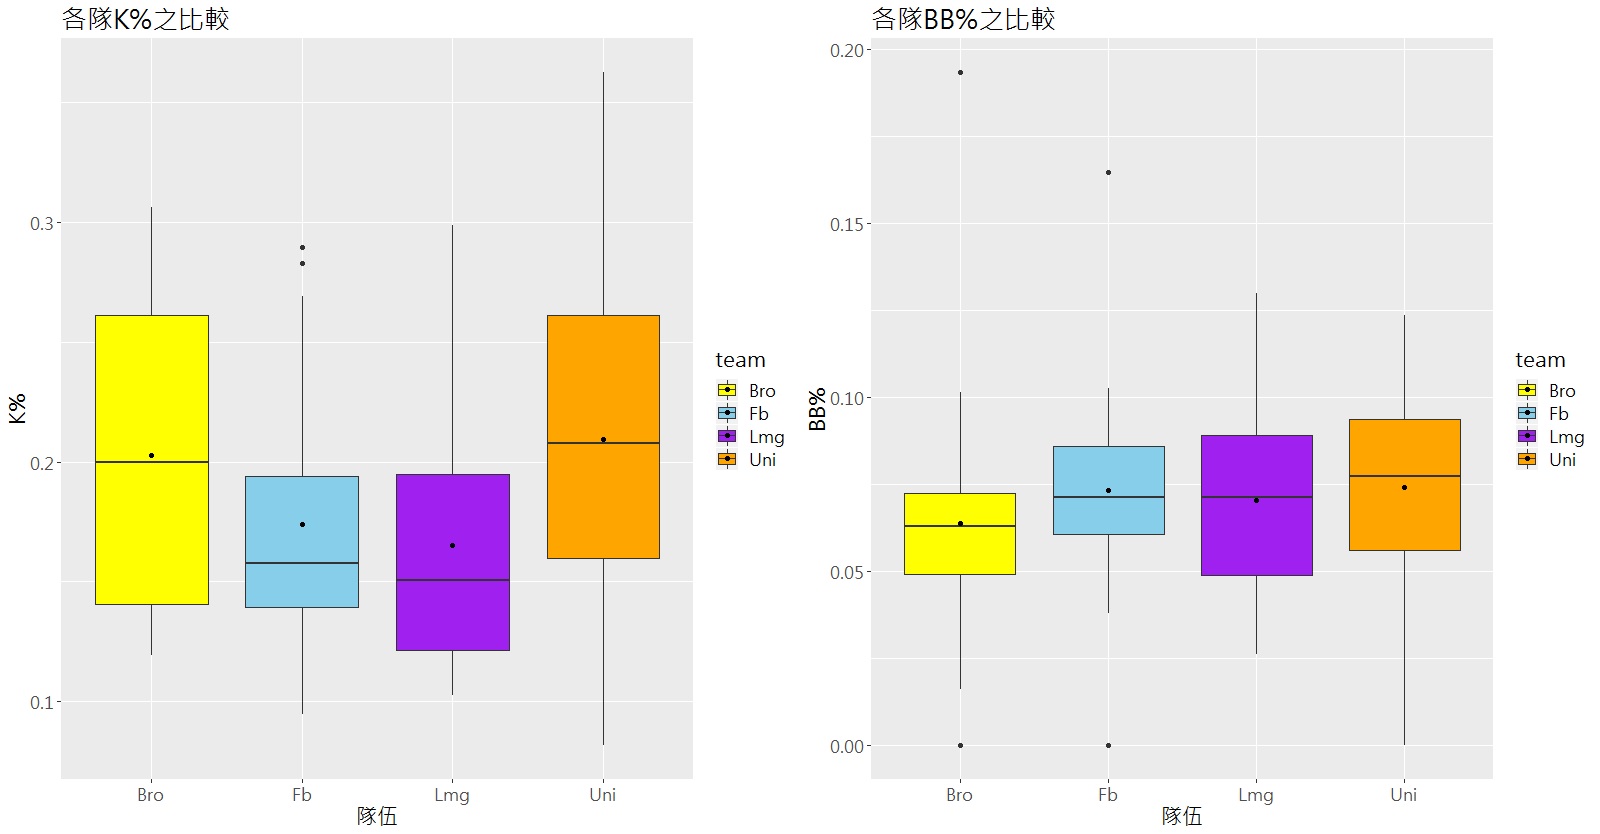 各隊K%之比較
K%
0.3
0.2
0.1
Bro
Fb
Lmg
Uni
隊伍
team
Bro
Fb
Lmg
Uni
各隊BB%之比較
BB%
0.20
0.15
0.10
0.05
0.00
Bro
Fb
Lmg
Uni
隊伍
team
Bro
Fb
Lmg
Uni